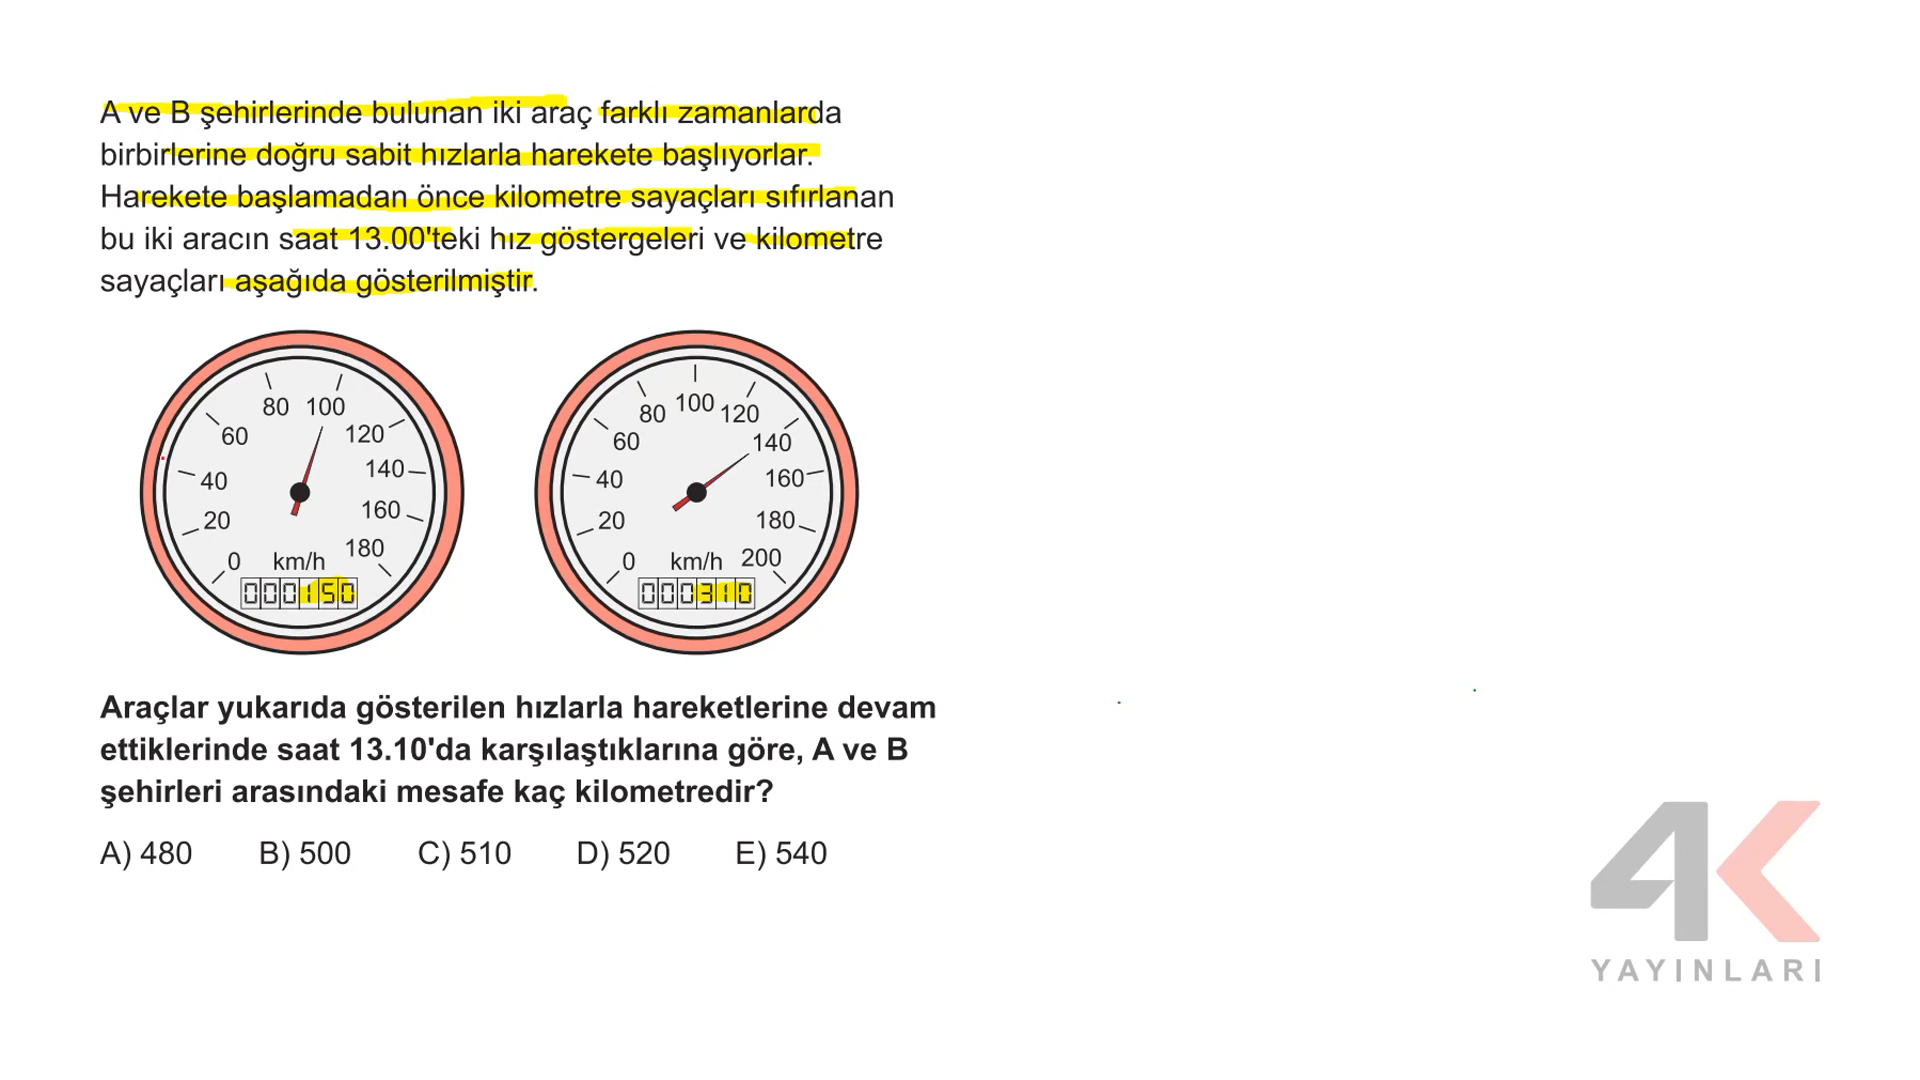 A ve B şehirlerinde bulunan iki araç farklı zamanlarda
birbirlerine doğru sabit hızlarla harekete başlıyorlar.
Harekete başlamadan önce kilometre sayaçları sıfırlanan
bu iki aracın saat 13.00'teki hız göstergeleri ve kilometre
sayaçları aşağıda gösterilmiştir.
0 20 40 60 80 100 120 140 160 180
km/h
000150
0 20 40 60 80 100 120 140 160 180 200
km/h
000310
Araçlar yukarıda gösterilen hızlarla hareketlerine devam
ettiklerinde saat 13.10'da karşılaştıklarına göre, A ve B
şehirleri arasındaki mesafe kaç kilometredir?
A) 480 B) 500 C) 510 D) 520 E) 540
4K
YAYINLARI